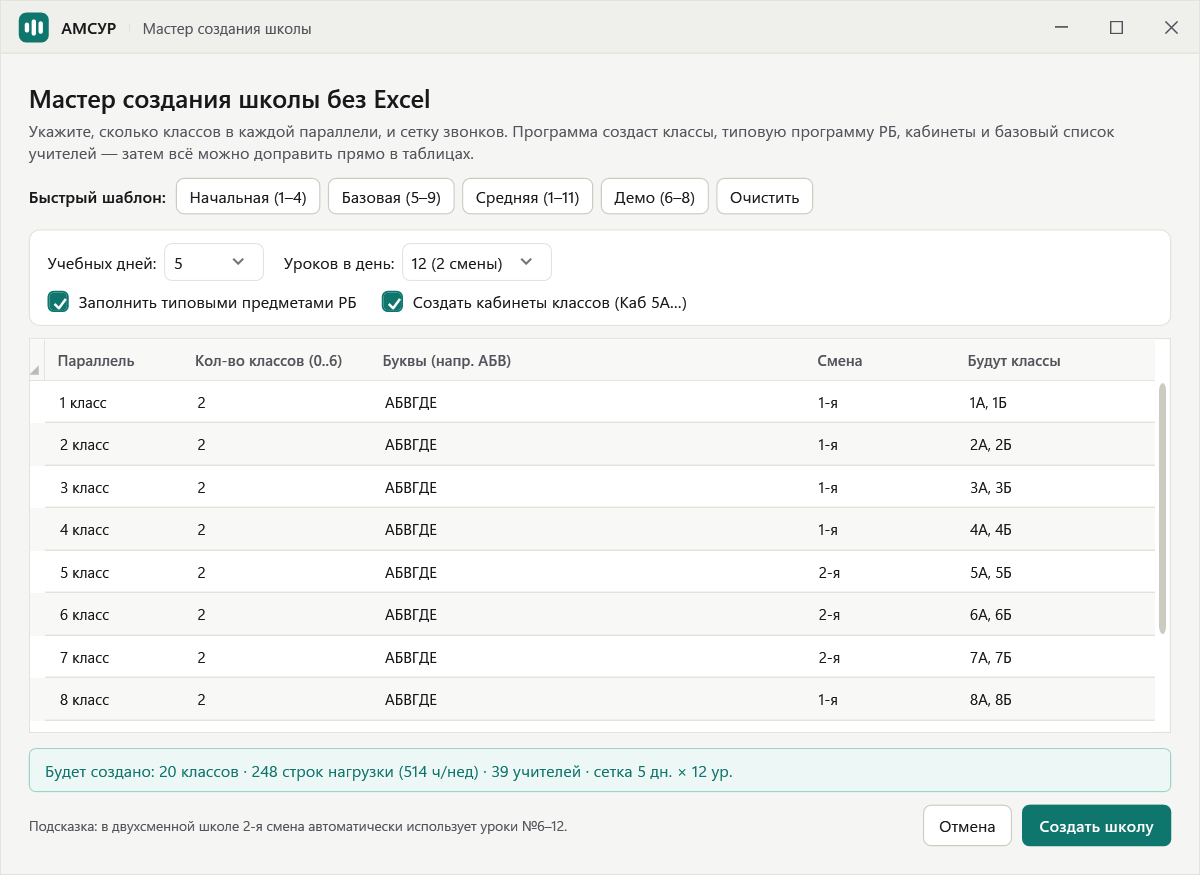 АМСУР Мастер создания школы
Мастер создания школы без Excel
Укажите, сколько классов в каждой параллели, и сетку звонков. Программа создаст классы, типовую программу РБ, кабинеты и базовый список
учителей — затем всё можно доправить прямо в таблицах.
Быстрый шаблон: Начальная (1–4) Базовая (5–9) Средняя (1–11) Демо (6–8) Очистить
Учебных дней: 5 Уроков в день: 12 (2 смены)
Заполнить типовыми предметами РБ Создать кабинеты классов (Каб 5А...)
Параллель Кол-во классов (0..6) Буквы (напр. АБВ) Смена Будут классы
1 класс 2 АБВГДЕ 1-я 1А, 1Б
2 класс 2 АБВГДЕ 1-я 2А, 2Б
3 класс 2 АБВГДЕ 1-я 3А, 3Б
4 класс 2 АБВГДЕ 1-я 4А, 4Б
5 класс 2 АБВГДЕ 2-я 5А, 5Б
6 класс 2 АБВГДЕ 2-я 6А, 6Б
7 класс 2 АБВГДЕ 2-я 7А, 7Б
8 класс 2 АБВГДЕ 1-я 8А, 8Б
Будет создано: 20 классов · 248 строк нагрузки (514 ч/нед) · 39 учителей · сетка 5 дн. × 12 ур.
Подсказка: в двухсменной школе 2-я смена автоматически использует уроки №6–12.
Отмена Создать школу